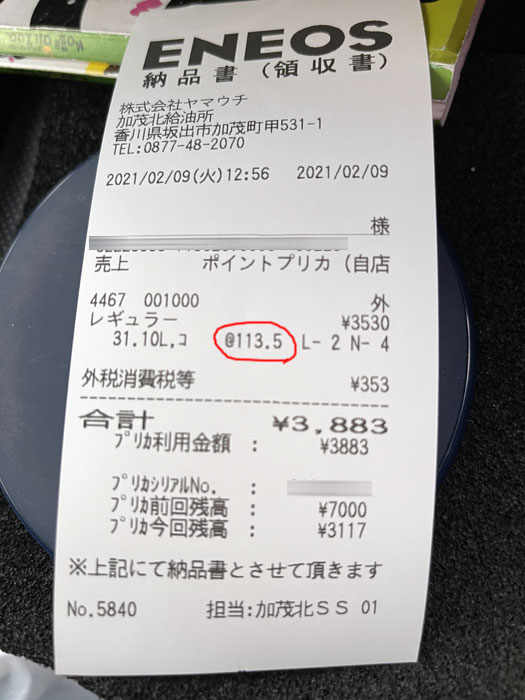 ENEOS
納品書（領収書）
株式会社ヤマウチ
加茂北給油所
香川県坂出市加茂町甲531-1
TEL:0877-48-2070
2021/02/09(火)12:56 2021/02/09
様
売上 ポイントプリカ（自店
4467 001000 外
レギュラー ¥3530
31.10L,コ @113.5 L- 2 N- 4
外税消費税等 ¥353
合計 ¥3,883
プリカ利用金額 : ¥3883
プリカシリアルNo. :
プリカ前回残高 : ¥7000
プリカ今回残高 : ¥3117
※上記にて納品書とさせて頂きます
No.5840 担当:加茂北SS 01